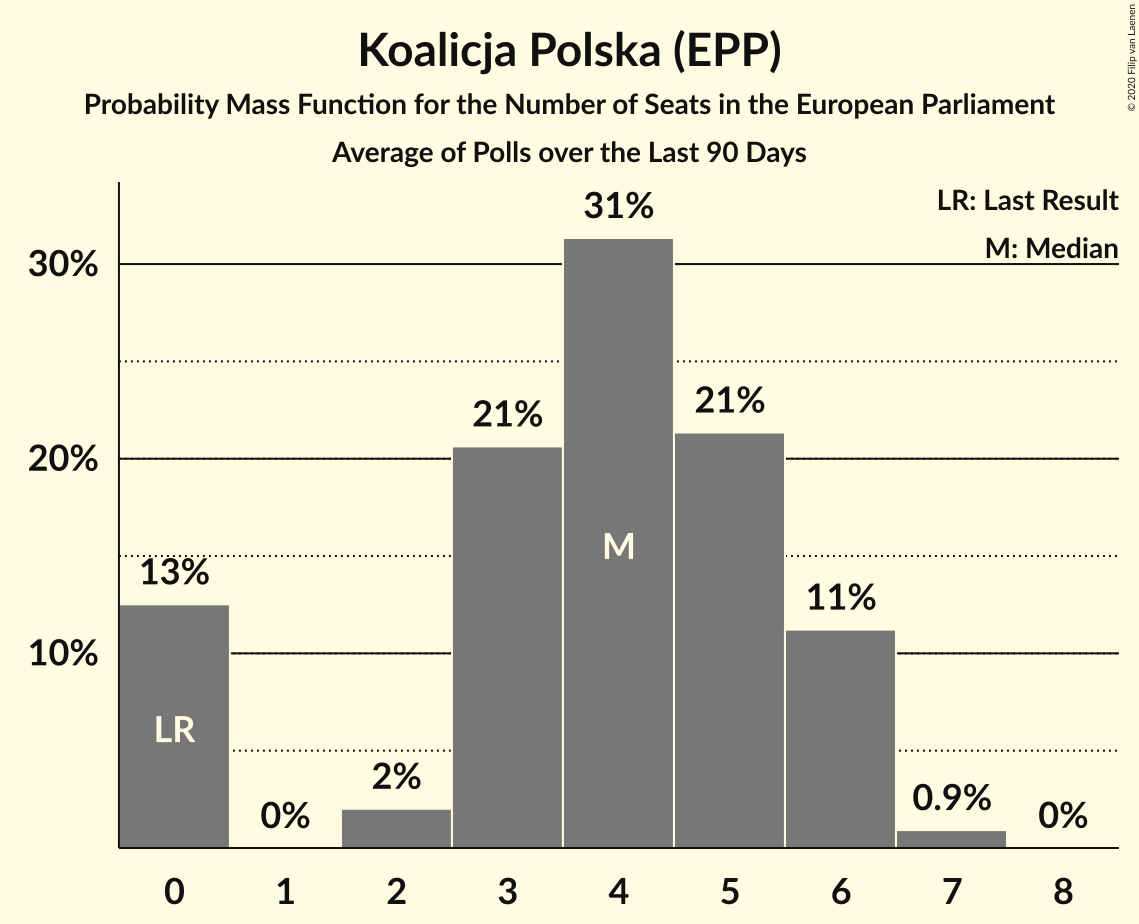 Koalicja Polska (EPP)
Probability Mass Function for the Number of Seats in the European Parliament
Average of Polls over the Last 90 Days
© 2020 Filip van Laenen
LR: Last Result
M: Median
30%
20%
10%
13%
0%
2%
21%
31%
21%
11%
0.9%
0%
LR
M
0 1 2 3 4 5 6 7 8